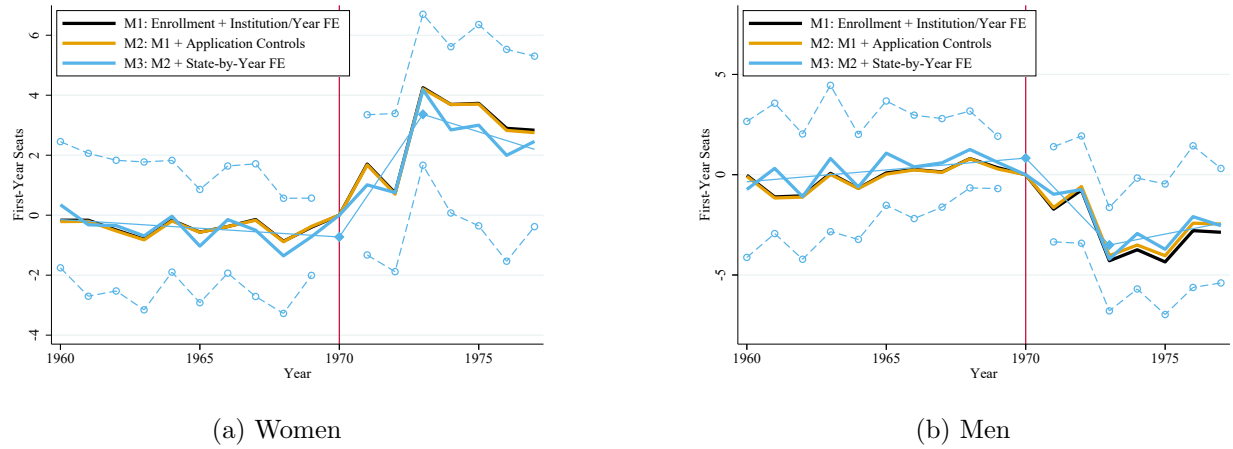 M1: Enrollment + Institution/Year FE
M2: M1 + Application Controls
M3: M2 + State-by-Year FE
First-Year Seats
6
4
2
0
-2
-4
1960
1965
1970
1975
Year
(a) Women
M1: Enrollment + Institution/Year FE
M2: M1 + Application Controls
M3: M2 + State-by-Year FE
First-Year Seats
5
0
-5
1960
1965
1970
1975
Year
(b) Men